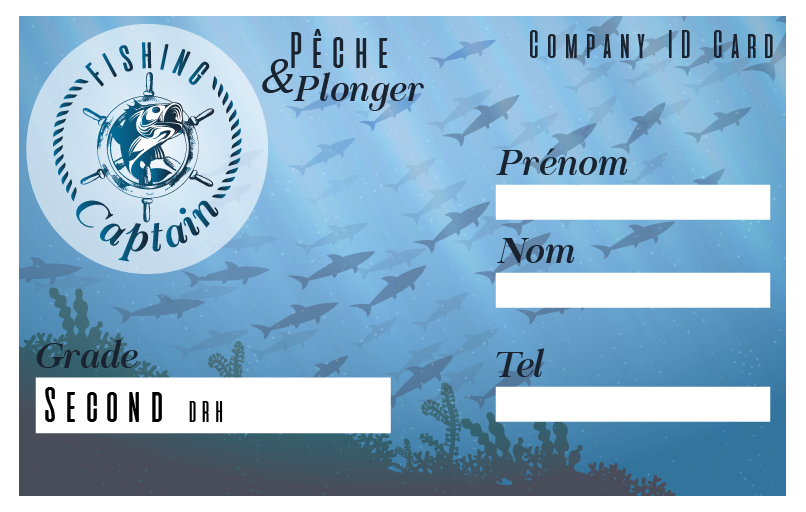 FISHING
Captain
PÊCHE
& Plonger
COMPANY ID CARD
Prénom
Nom
Grade
SECOND DRH
Tel